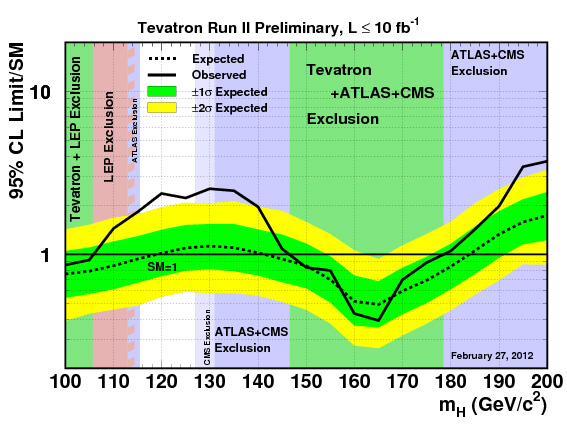 Tevatron Run II Preliminary, L ≤ 10 fb-1
95% CL Limit/SM
10
1
Tevatron + LEP Exclusion
LEP Exclusion
ATLAS Exclusion
Expected
Observed
±1σ Expected
±2σ Expected
Tevatron
+ATLAS+CMS
Exclusion
ATLAS+CMS
Exclusion
SM=1
CMS Exclusion
ATLAS+CMS
Exclusion
February 27, 2012
100 110 120 130 140 150 160 170 180 190 200
mH (GeV/c2)